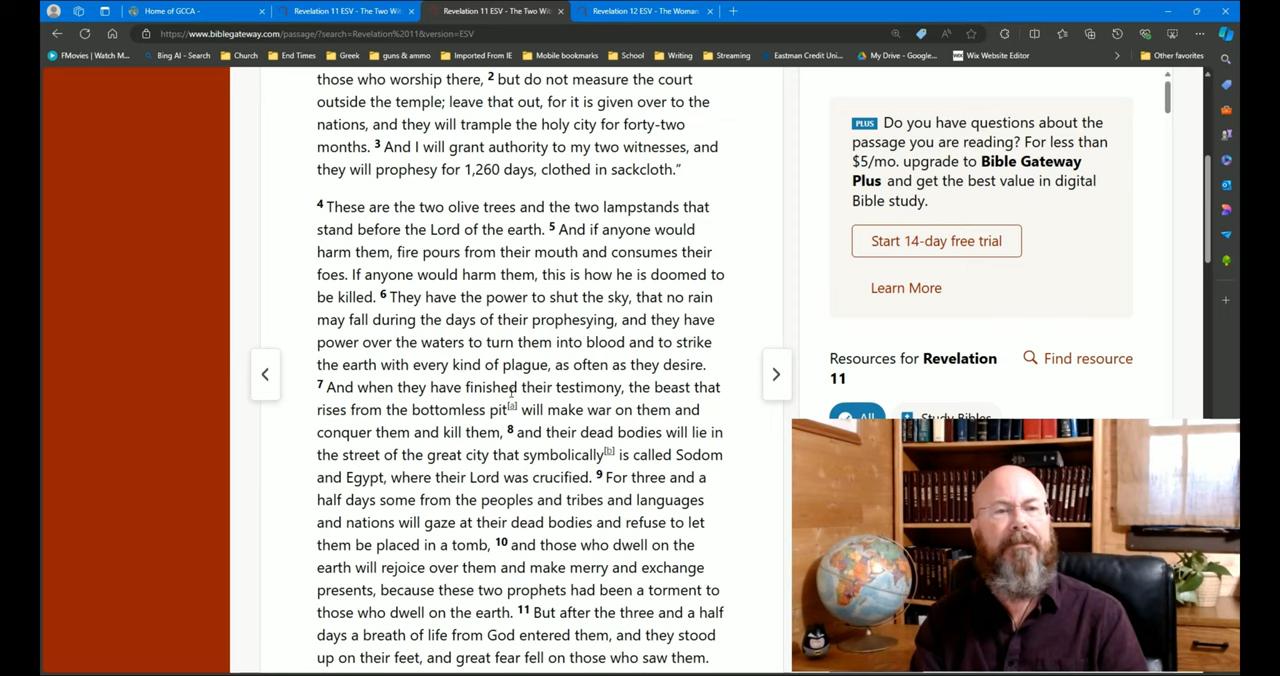 Home of GCCA -
Revelation 11 ESV - The Two Wit
Revelation 11 ESV - The Two Wit
Revelation 12 ESV - The Woman
https://www.biblegateway.com/passage/?search=Revelation%2011&version=ESV
FMovies | Watch M...
Bing AI - Search
Church
End Times
Greek
guns & ammo
Imported From IE
Mobile bookmarks
School
Writing
Streaming
Eastman Credit Uni...
My Drive - Google...
Wix Website Editor
Other favorites
those who worship there, 2 but do not measure the court
outside the temple; leave that out, for it is given over to the
nations, and they will trample the holy city for forty-two
months. 3 And I will grant authority to my two witnesses, and
they will prophesy for 1,260 days, clothed in sackcloth.”
4 These are the two olive trees and the two lampstands that
stand before the Lord of the earth. 5 And if anyone would
harm them, fire pours from their mouth and consumes their
foes. If anyone would harm them, this is how he is doomed to
be killed. 6 They have the power to shut the sky, that no rain
may fall during the days of their prophesying, and they have
power over the waters to turn them into blood and to strike
the earth with every kind of plague, as often as they desire.
7 And when they have finished their testimony, the beast that
rises from the bottomless pit[a] will make war on them and
conquer them and kill them, 8 and their dead bodies will lie in
the street of the great city that symbolically[b] is called Sodom
and Egypt, where their Lord was crucified. 9 For three and a
half days some from the peoples and tribes and languages
and nations will gaze at their dead bodies and refuse to let
them be placed in a tomb, 10 and those who dwell on the
earth will rejoice over them and make merry and exchange
presents, because these two prophets had been a torment to
those who dwell on the earth. 11 But after the three and a half
days a breath of life from God entered them, and they stood
up on their feet, and great fear fell on those who saw them.
PLUS Do you have questions about the
passage you are reading? For less than
$5/mo. upgrade to Bible Gateway
Plus and get the best value in digital
Bible study.
Start 14-day free trial
Learn More
Resources for Revelation
11
Find resource
All
Study Bibles